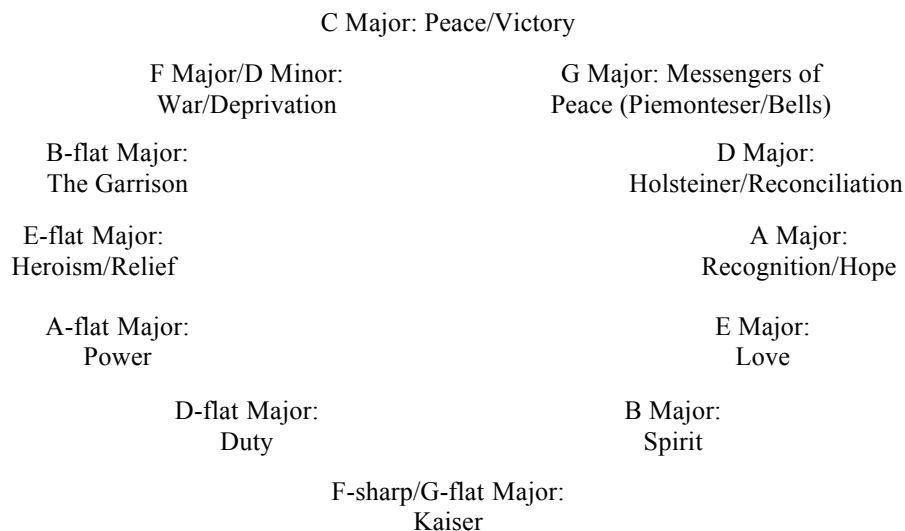 C Major: Peace/Victory
F Major/D Minor:
War/Deprivation
G Major: Messengers of
Peace (Piemonteser/Bells)
B-flat Major:
The Garrison
D Major:
Holsteiner/Reconciliation
E-flat Major:
Heroism/Relief
A Major:
Recognition/Hope
A-flat Major:
Power
E Major:
Love
D-flat Major:
Duty
B Major:
Spirit
F-sharp/G-flat Major:
Kaiser